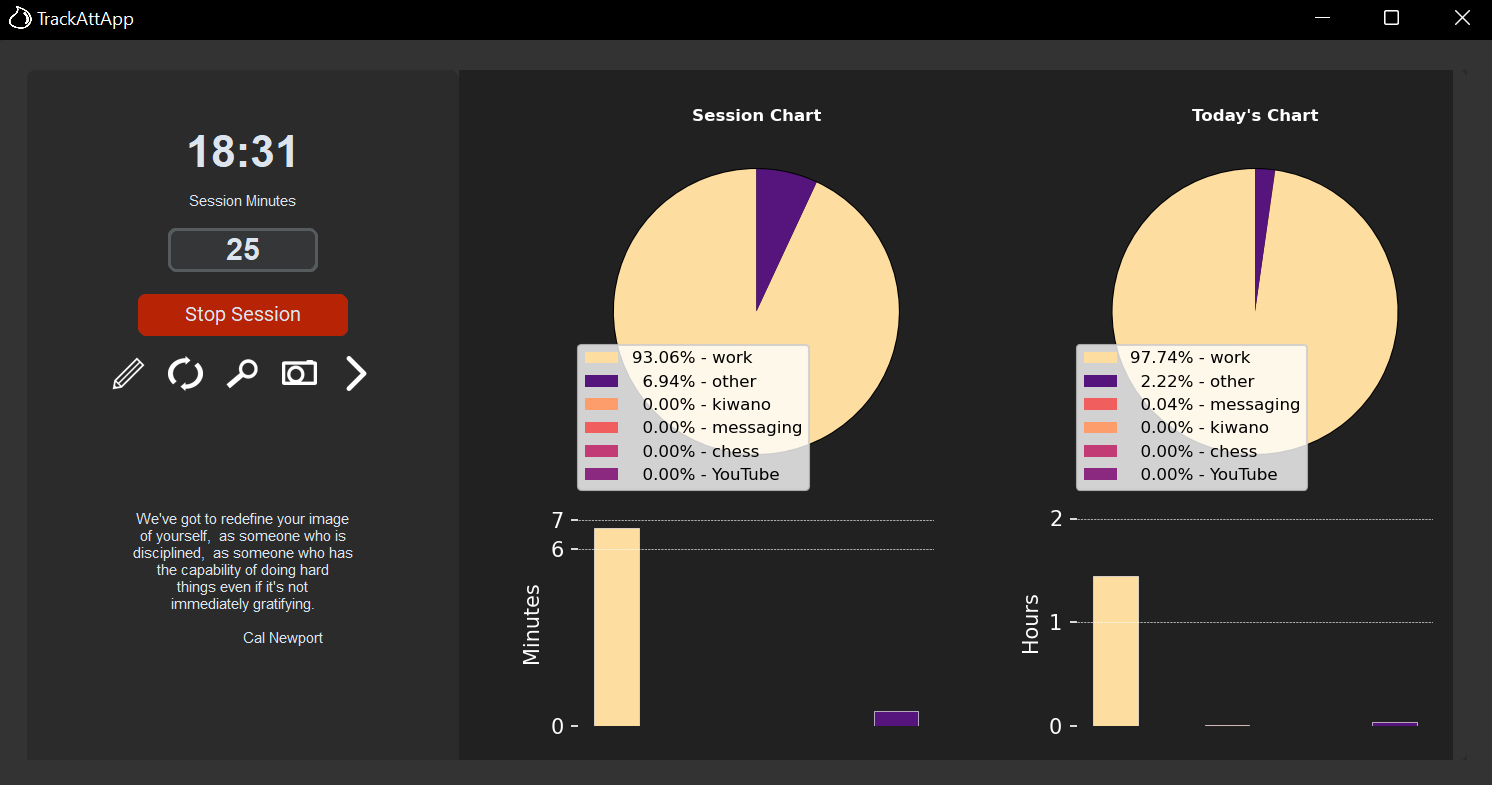 TrackAttApp
18:31
Session Minutes
25
Stop Session
We've got to redefine your image
of yourself,  as someone who is
disciplined,  as someone who has
the capability of doing hard
things even if it's not
immediately gratifying.
Cal Newport
Session Chart
93.06% - work
6.94% - other
0.00% - kiwano
0.00% - messaging
0.00% - chess
0.00% - YouTube
Minutes
7
6
0
Today's Chart
97.74% - work
2.22% - other
0.04% - messaging
0.00% - kiwano
0.00% - chess
0.00% - YouTube
Hours
2
1
0